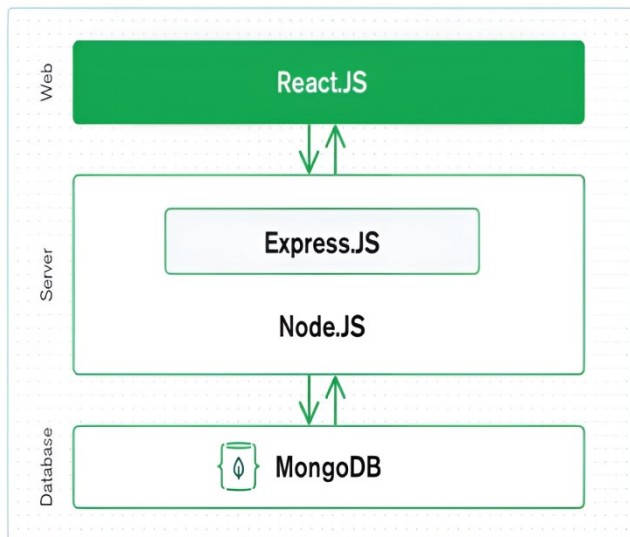 Web
React.JS
Server
Express.JS
Node.JS
Database
MongoDB